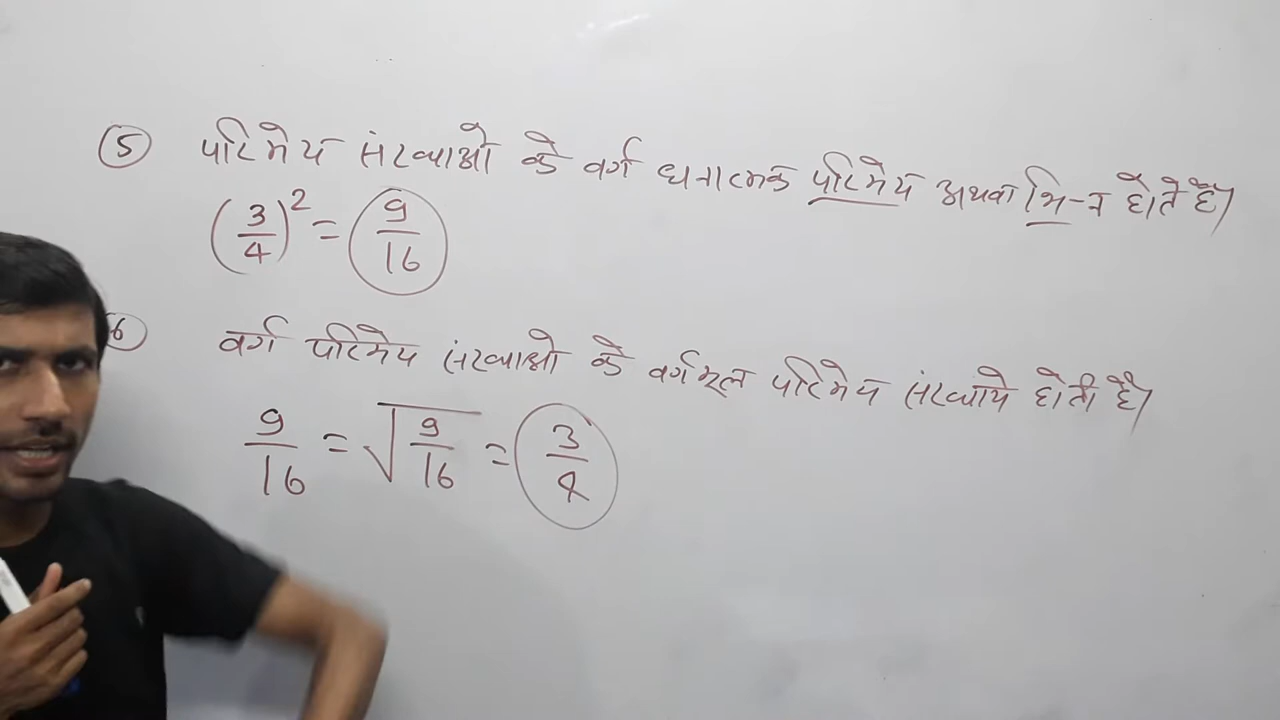 5 परिमेय संख्याओ के वर्ग धनात्मक परिमेय अथवा भिन्न होते है।
(3/4)² = 9/16
6 वर्ग परिमेय संख्याओ के वर्गमूल परिमेय संख्याये होती है।
9/16 = √9/16 = 3/4